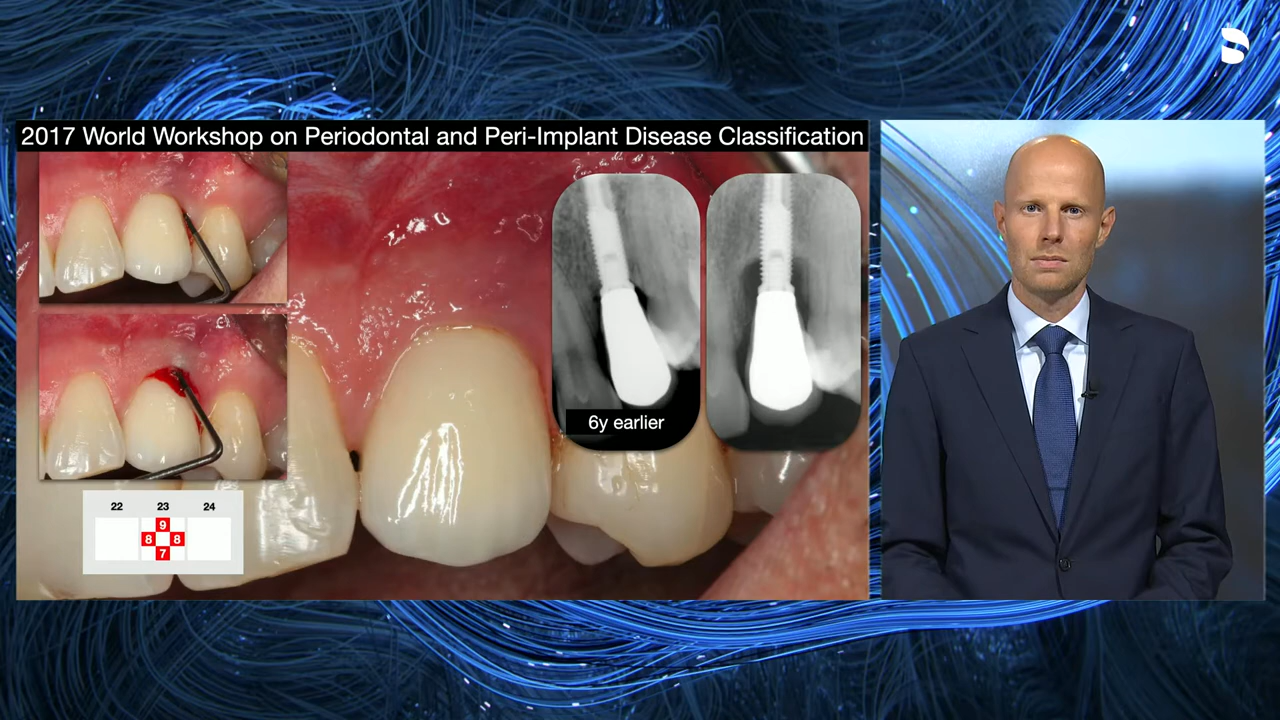 2017 World Workshop on Periodontal and Peri-Implant Disease Classification
6y earlier
22 23 24
9
8 8
7